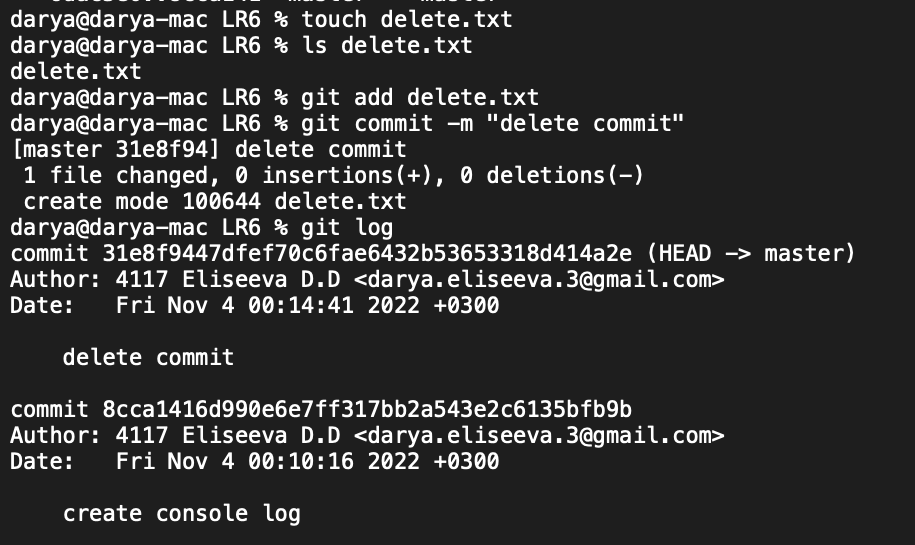 darya@darya-mac LR6 % touch delete.txt
darya@darya-mac LR6 % ls delete.txt
delete.txt
darya@darya-mac LR6 % git add delete.txt
darya@darya-mac LR6 % git commit -m "delete commit"
[master 31e8f94] delete commit
 1 file changed, 0 insertions(+), 0 deletions(-)
 create mode 100644 delete.txt
darya@darya-mac LR6 % git log
commit 31e8f9447dfef70c6fae6432b53653318d414a2e (HEAD -> master)
Author: 4117 Eliseeva D.D <darya.eliseeva.3@gmail.com>
Date:   Fri Nov 4 00:14:41 2022 +0300

    delete commit

commit 8cca1416d990e6e7ff317bb2a543e2c6135bfb9b
Author: 4117 Eliseeva D.D <darya.eliseeva.3@gmail.com>
Date:   Fri Nov 4 00:10:16 2022 +0300

    create console log